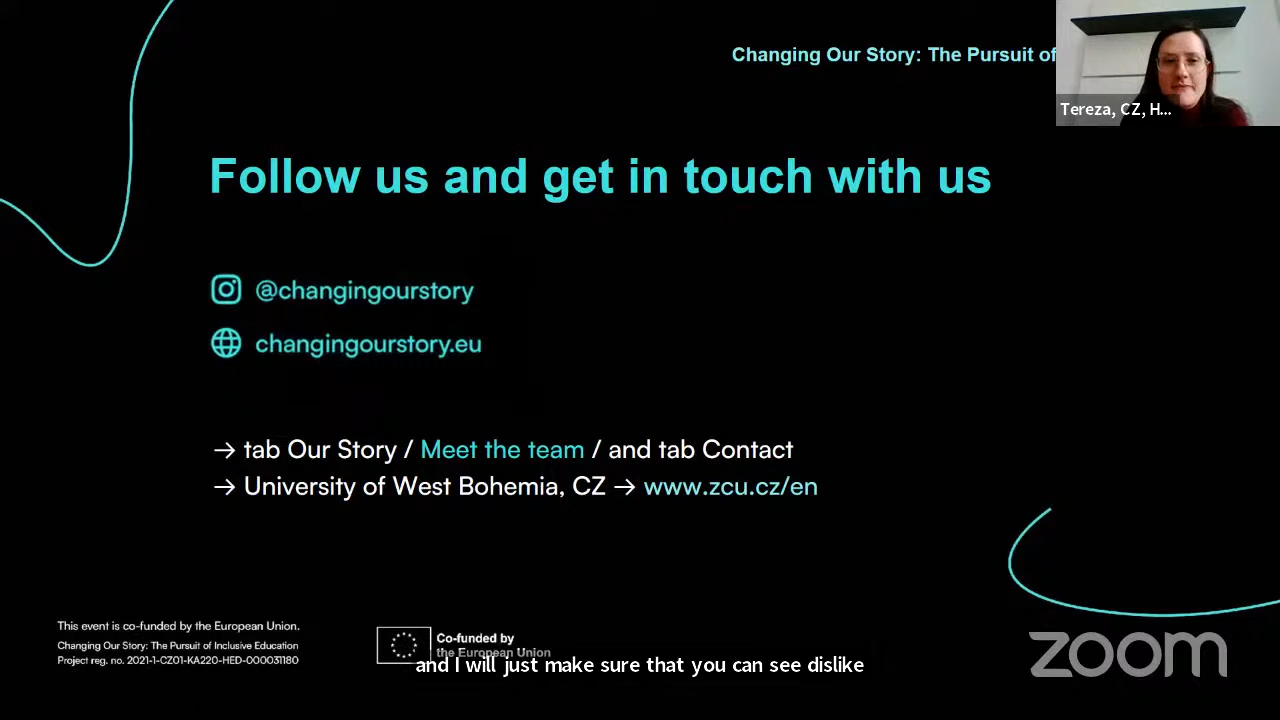 Changing Our Story: The Pursuit of
Tereza, CZ, H...
Follow us and get in touch with us
@changingourstory
changingourstory.eu
→ tab Our Story / Meet the team / and tab Contact
→ University of West Bohemia, CZ → www.zcu.cz/en
This event is co-funded by the European Union.
Changing Our Story: The Pursuit of Inclusive Education
Project reg. no. 2021-1-CZ01-KA220-HED-000031180
Co-funded by
the European Union
and I will just make sure that you can see dislike
zoom